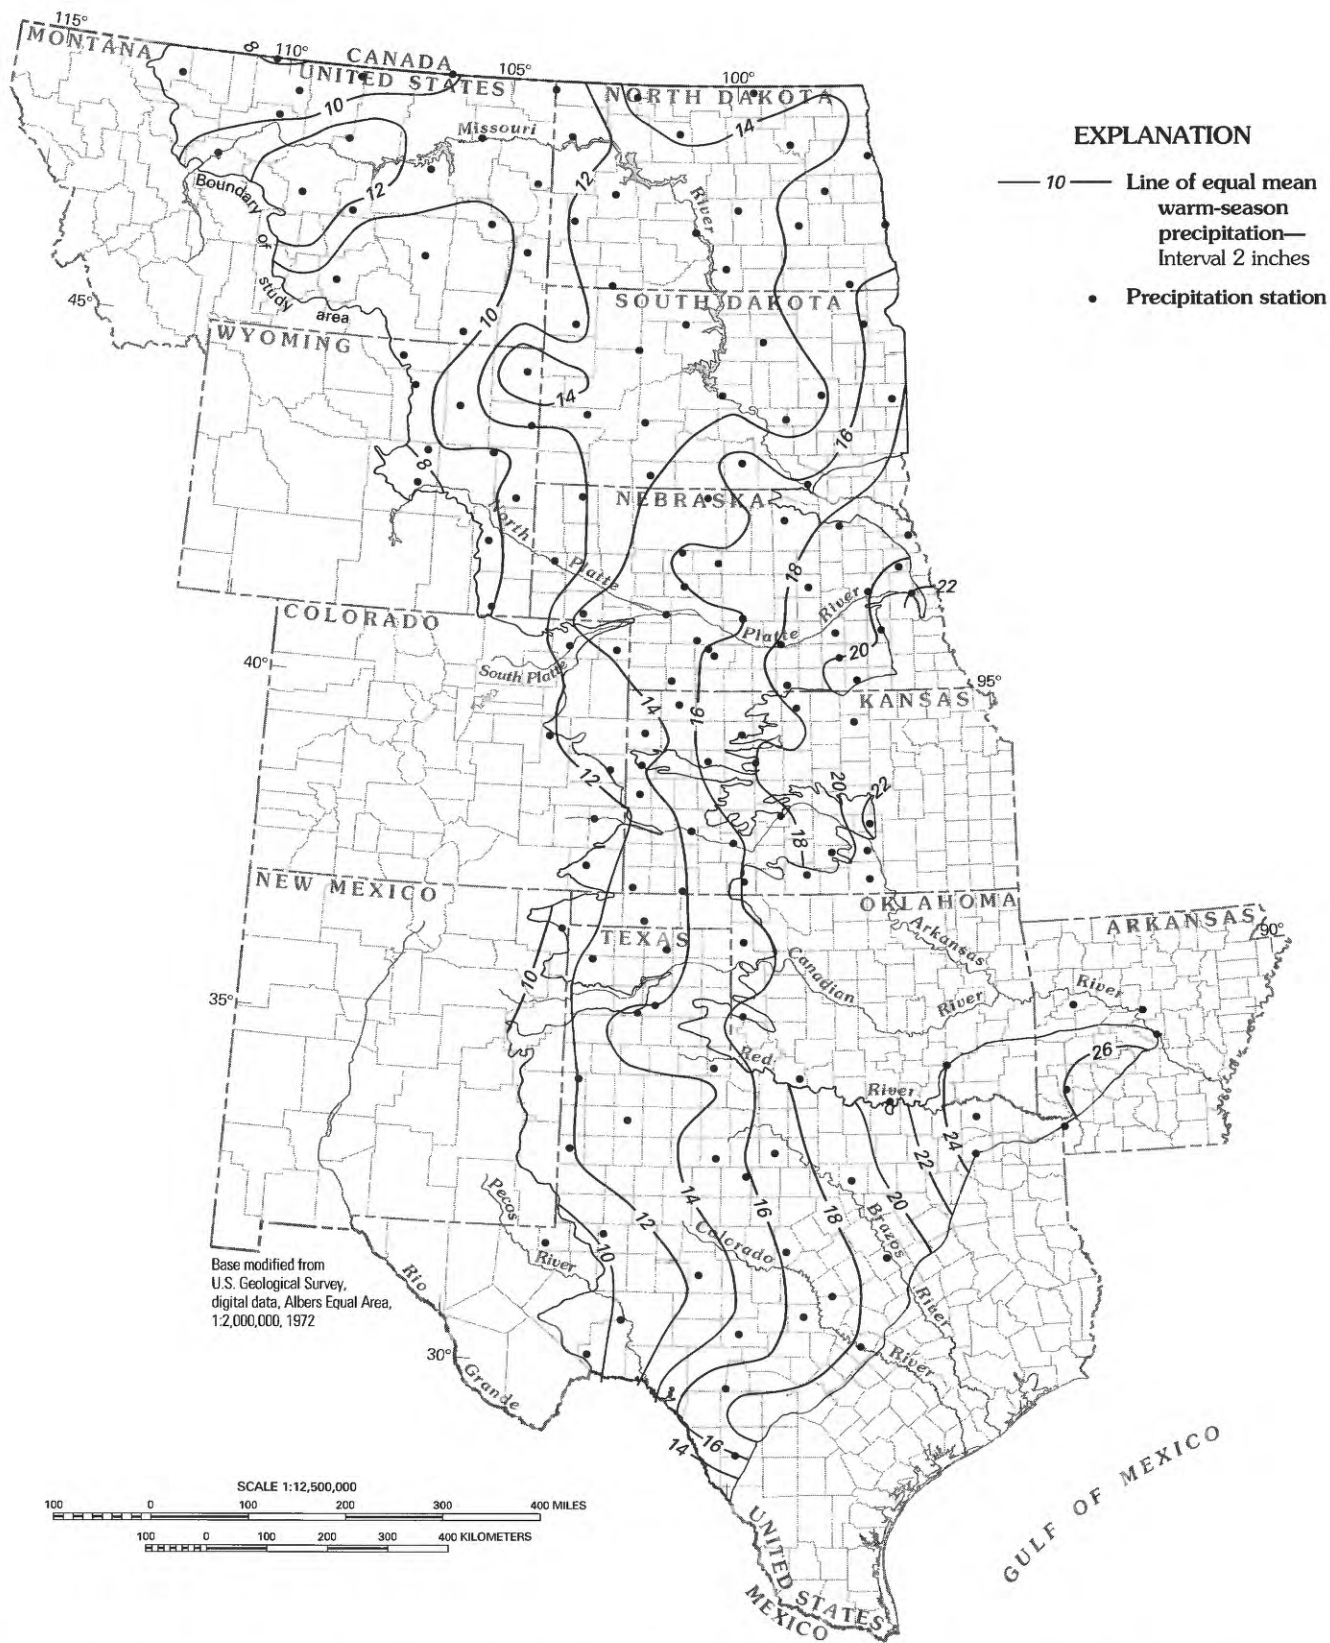 115°
MONTANA
8
110°
CANADA
UNITED STATES
105°
100°
NORTH DAKOTA
10
Missouri
14
EXPLANATION
10 Line of equal mean
warm-season
precipitation—
Interval 2 inches
Precipitation station
Boundary
of
study
area
12
12
River
45°
10
SOUTH DAKOTA
WYOMING
14
16
8
NEBRASKA
North
Platte
18
River
22
COLORADO
Platte
20
40°
South Platte
14
16
95°
KANSAS
12
20
22
18
NEW MEXICO
OKLAHOMA
ARKANSAS
90°
Arkansas
TEXAS
Canadian
10
River
River
35°
Red
River
26
24
22
Pecos
14
16
18
20
Brazos
12
Colorado
River
10
Base modified from
U.S. Geological Survey,
digital data, Albers Equal Area,
1:2,000,000, 1972
Rio
River
River
30°
Grande
14
16
GULF OF MEXICO
SCALE 1:12,500,000
100 0 100 200 300 400 MILES
100 0 100 200 300 400 KILOMETERS
UNITED STATES
MEXICO